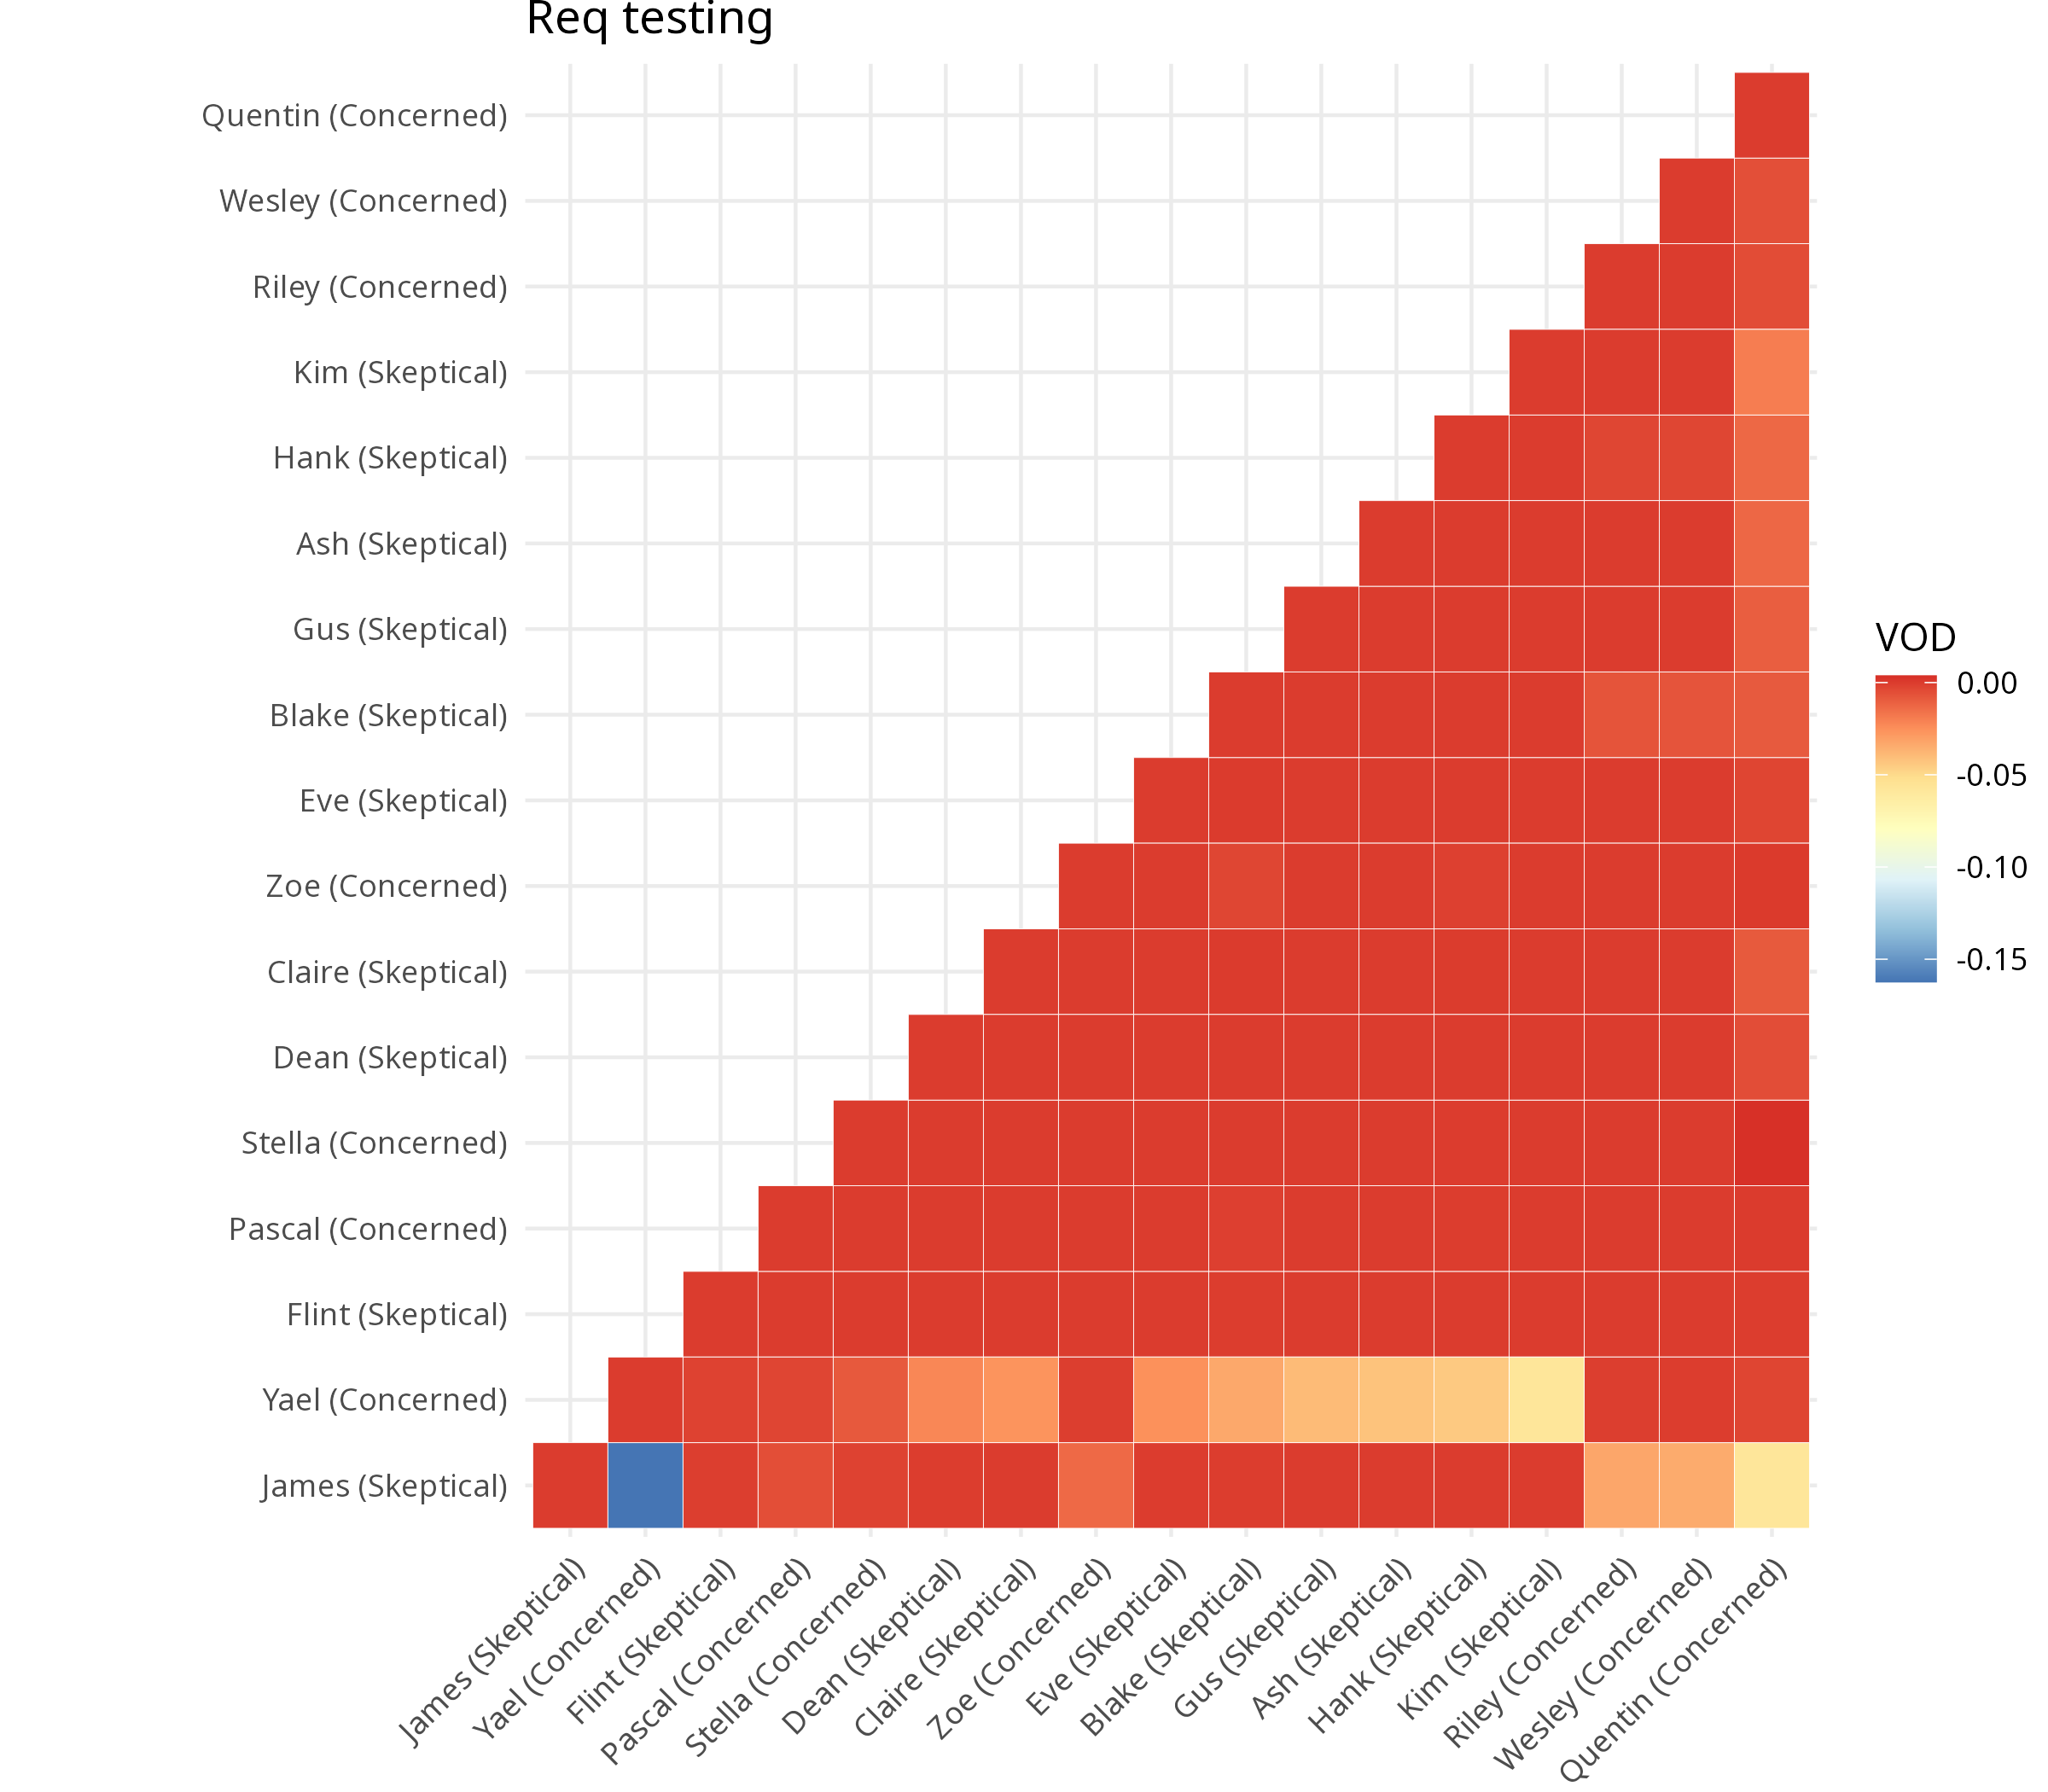 Req testing
Quentin (Concerned)
Wesley (Concerned)
Riley (Concerned)
Kim (Skeptical)
Hank (Skeptical)
Ash (Skeptical)
Gus (Skeptical)
Blake (Skeptical)
Eve (Skeptical)
Zoe (Concerned)
Claire (Skeptical)
Dean (Skeptical)
Stella (Concerned)
Pascal (Concerned)
Flint (Skeptical)
Yael (Concerned)
James (Skeptical)
James (Skeptical)
Yael (Concerned)
Flint (Skeptical)
Pascal (Concerned)
Stella (Concerned)
Dean (Skeptical)
Claire (Skeptical)
Zoe (Concerned)
Eve (Skeptical)
Blake (Skeptical)
Gus (Skeptical)
Ash (Skeptical)
Hank (Skeptical)
Kim (Skeptical)
Riley (Concerned)
Wesley (Concerned)
Quentin (Concerned)
VOD
0.00
-0.05
-0.10
-0.15